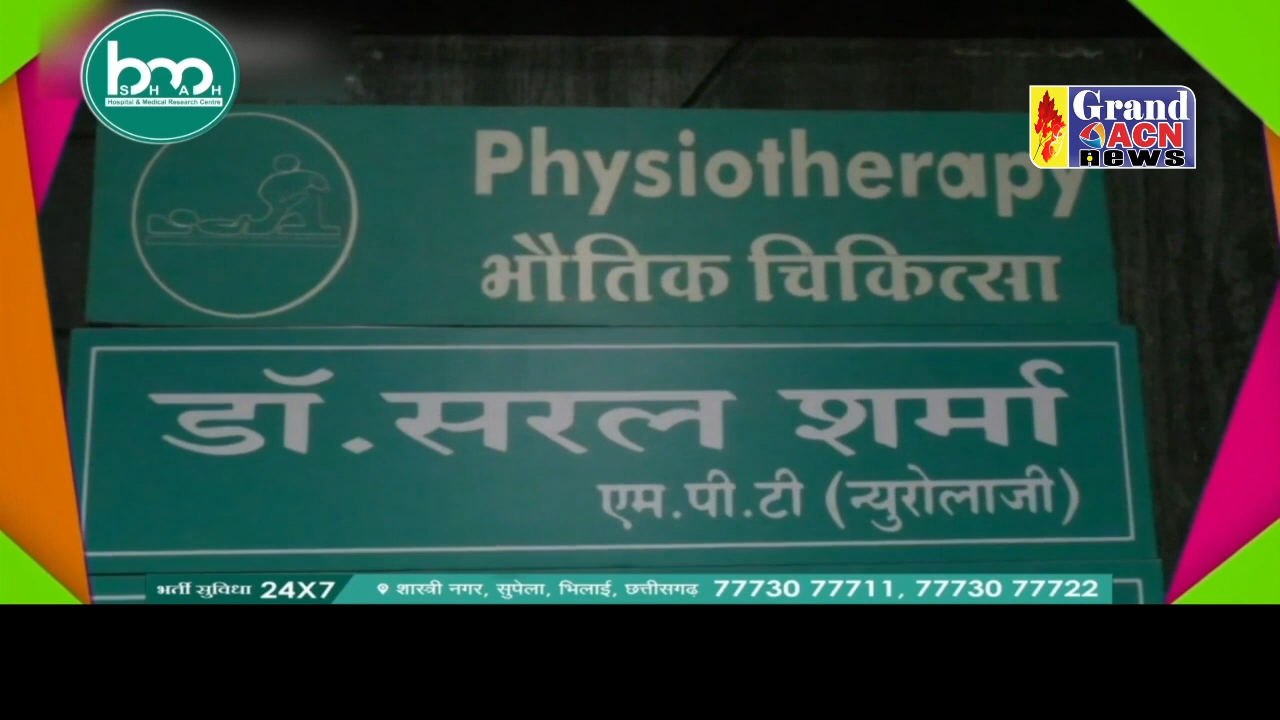 bmm
SHAH
Hospital & Medical Research Centre
Grand
ACN
news
Physiotherapy
भौतिक चिकित्सा
डॉ.सरल शर्मा
एम.पी.टी (न्युरोलाजी)
भर्ती सुविधा 24X7 शास्त्री नगर, सुपेला, भिलाई, छत्तीसगढ़ 77730 77711, 77730 77722